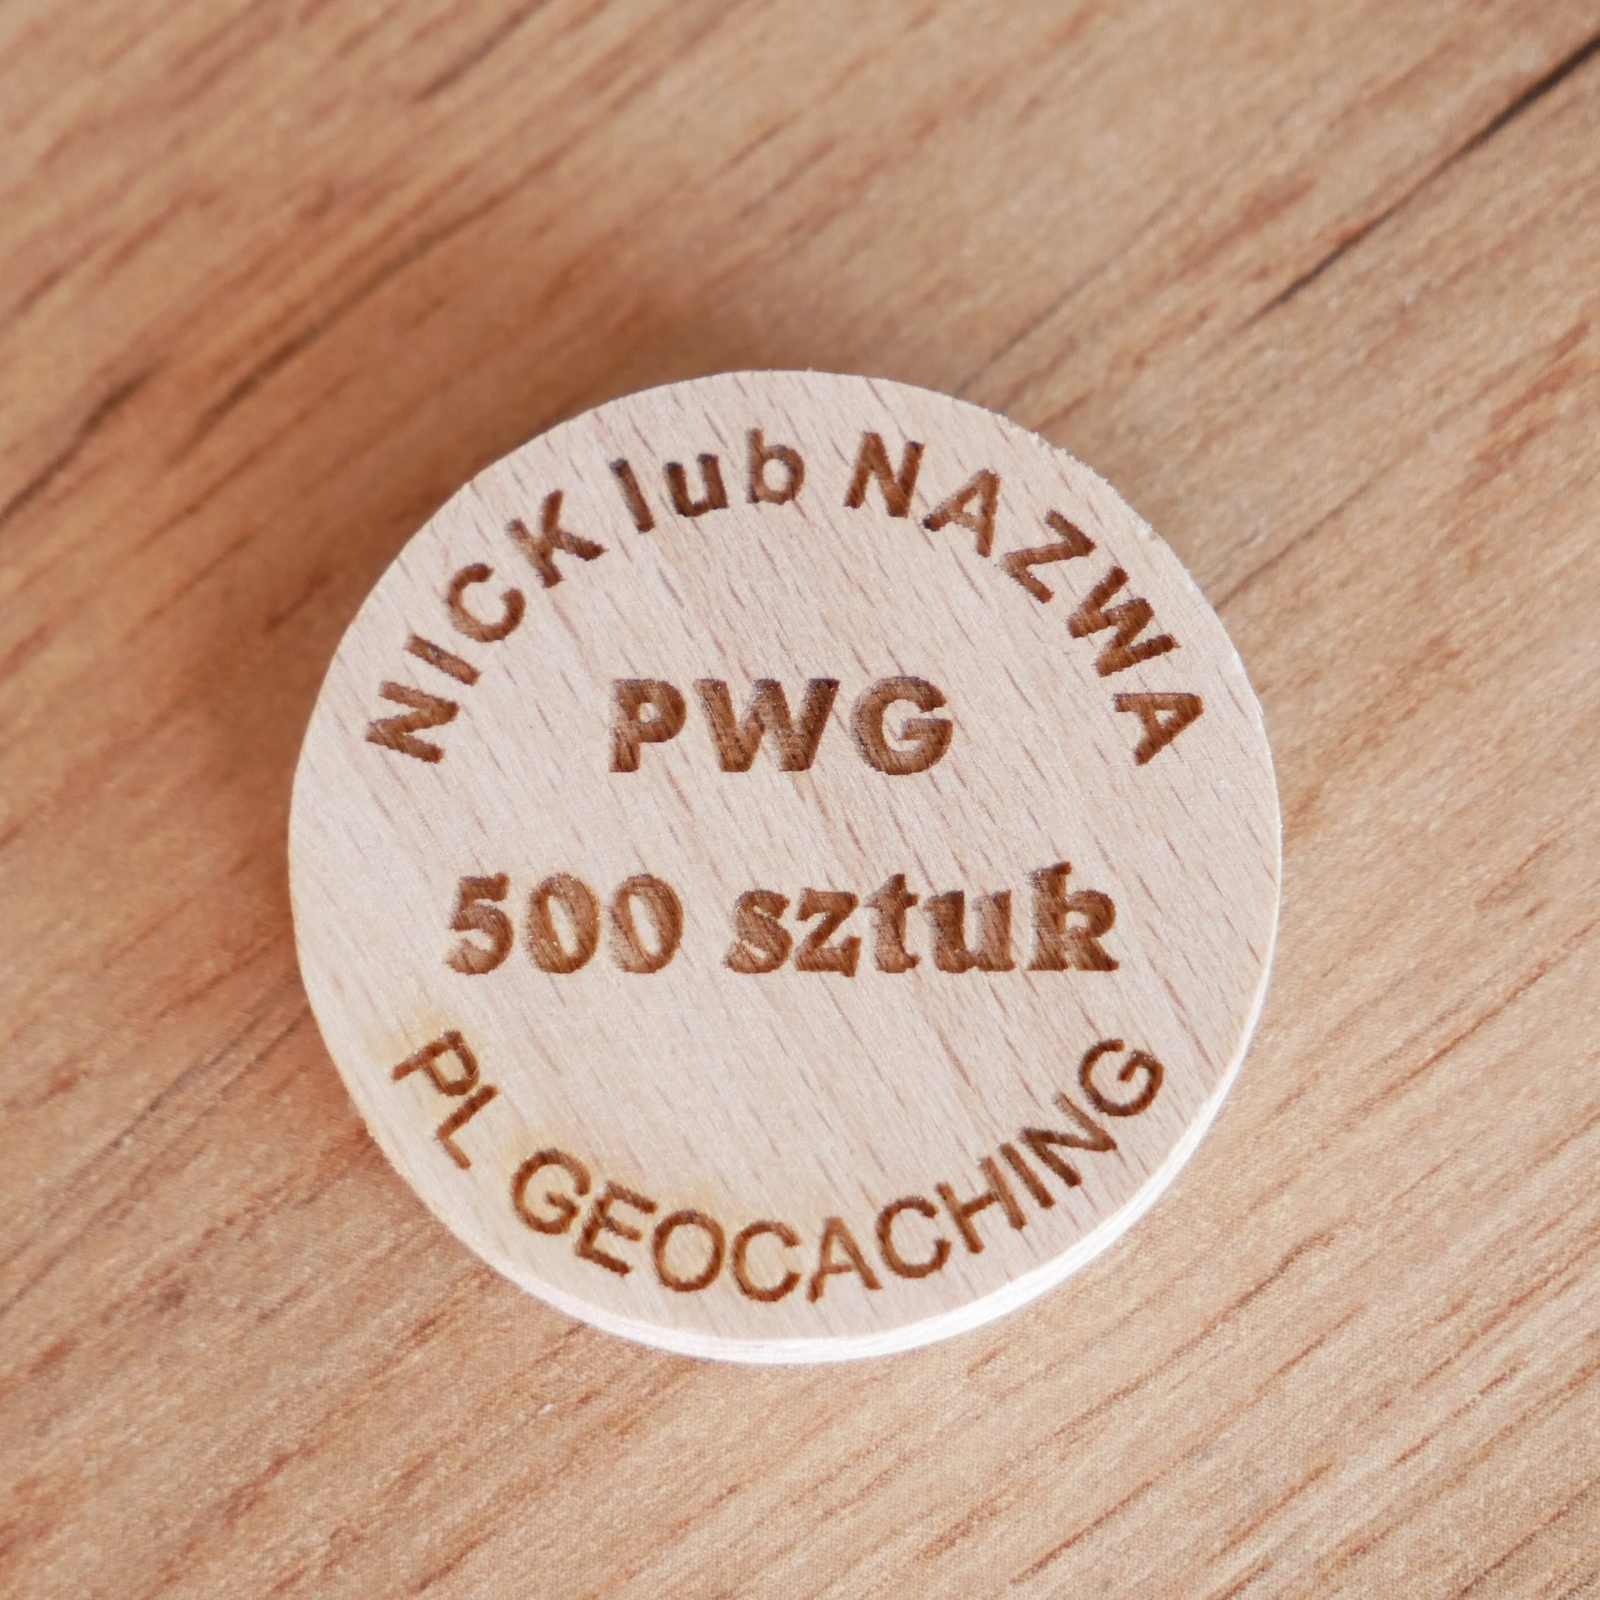 NICK lub NAZWA
PWG
500 sztuk
PL GEOCACHING